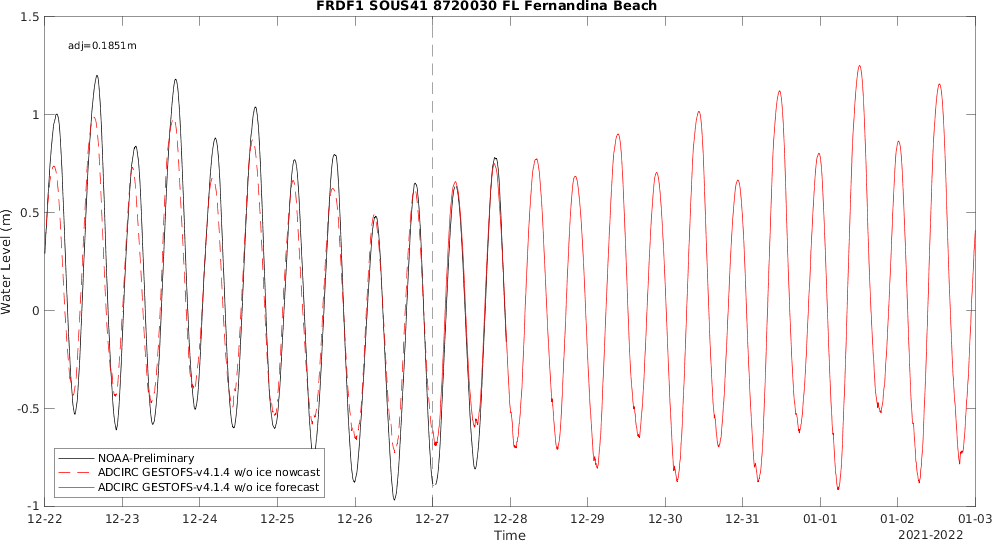 FRDF1 SOUS41 8720030 FL Fernandina Beach
adj=0.1851m
1.5
1
0.5
0
-0.5
-1
Water Level (m)
NOAA-Preliminary
ADCIRC GESTOFS-v4.1.4 w/o ice nowcast
ADCIRC GESTOFS-v4.1.4 w/o ice forecast
12-22 12-23 12-24 12-25 12-26 12-27 12-28 12-29 12-30 12-31 01-01 01-02 01-03
Time
2021-2022